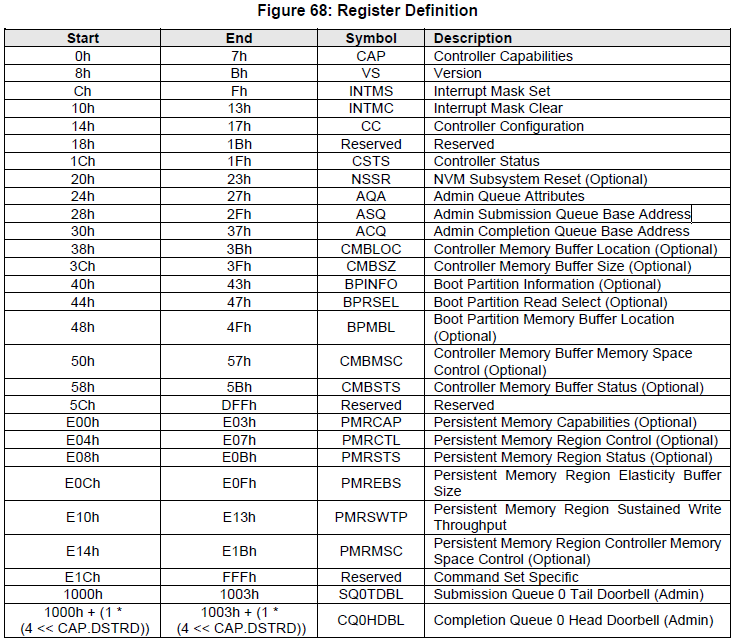 Figure 68: Register Definition
Start End Symbol Description
0h 7h CAP Controller Capabilities
8h Bh VS Version
Ch Fh INTMS Interrupt Mask Set
10h 13h INTMC Interrupt Mask Clear
14h 17h CC Controller Configuration
18h 1Bh Reserved Reserved
1Ch 1Fh CSTS Controller Status
20h 23h NSSR NVM Subsystem Reset (Optional)
24h 27h AQA Admin Queue Attributes
28h 2Fh ASQ Admin Submission Queue Base Address
30h 37h ACQ Admin Completion Queue Base Address
38h 3Bh CMBLOC Controller Memory Buffer Location (Optional)
3Ch 3Fh CMBSZ Controller Memory Buffer Size (Optional)
40h 43h BPINFO Boot Partition Information (Optional)
44h 47h BPRSEL Boot Partition Read Select (Optional)
48h 4Fh BPMBL Boot Partition Memory Buffer Location
(Optional)
50h 57h CMBMSC Controller Memory Buffer Memory Space
Control (Optional)
58h 5Bh CMBSTS Controller Memory Buffer Status (Optional)
5Ch DFFh Reserved Reserved
E00h E03h PMRCAP Persistent Memory Capabilities (Optional)
E04h E07h PMRCTL Persistent Memory Region Control (Optional)
E08h E0Bh PMRSTS Persistent Memory Region Status (Optional)
E0Ch E0Fh PMREBS Persistent Memory Region Elasticity Buffer
Size
E10h E13h PMRSWTP Persistent Memory Region Sustained Write
Throughput
E14h E1Bh PMRMSC Persistent Memory Region Controller Memory
Space Control (Optional)
E1Ch FFFh Reserved Command Set Specific
1000h 1003h SQ0TDBL Submission Queue 0 Tail Doorbell (Admin)
1000h + (1 * 1003h + (1 *
(4 << CAP.DSTRD)) (4 << CAP.DSTRD)) CQ0HDBL Completion Queue 0 Head Doorbell (Admin)